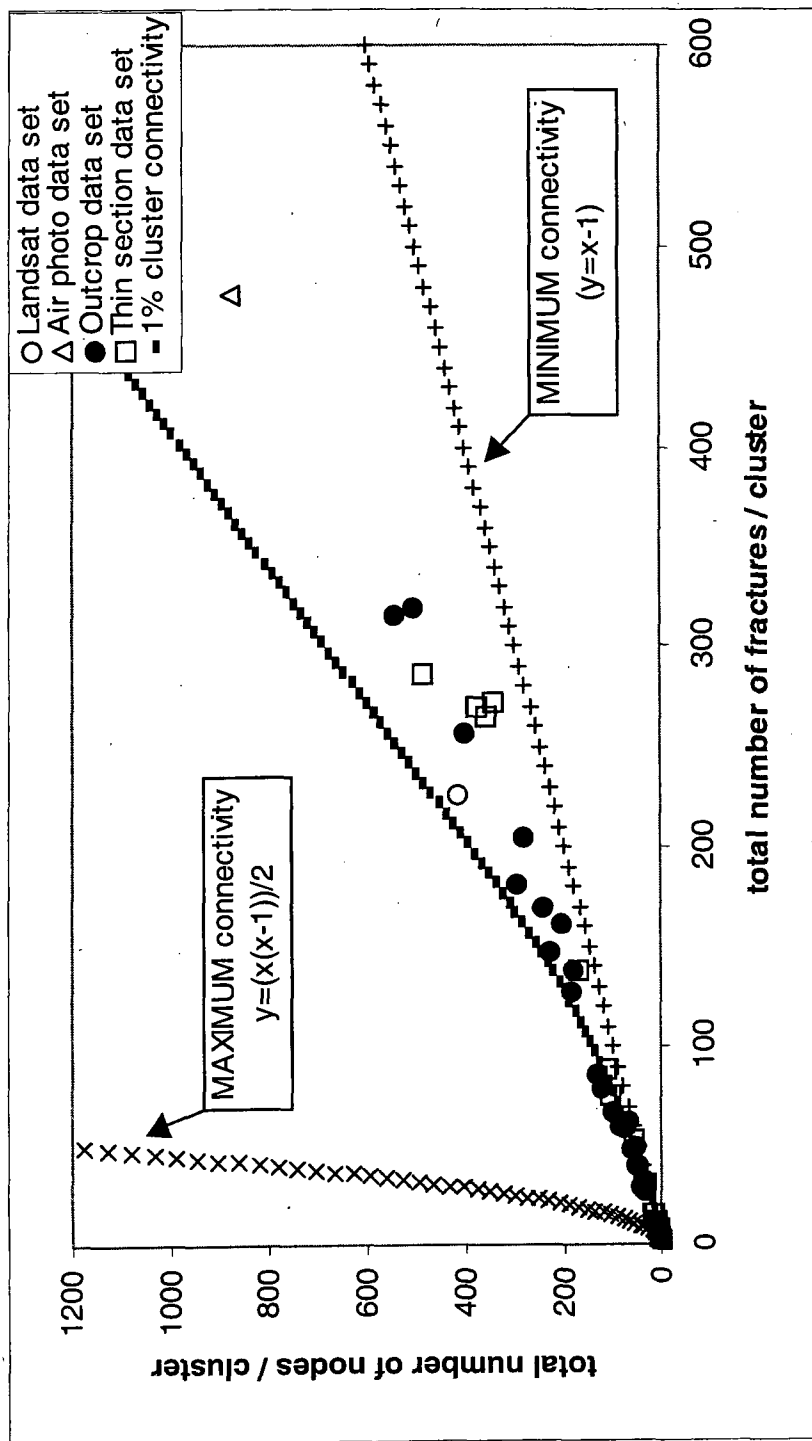 Landsat data set
Air photo data set
Outcrop data set
Thin section data set
1% cluster connectivity
MAXIMUM connectivity
y=(x(x-1))/2
MINIMUM connectivity
(y=x-1)
total number of nodes / cluster
1200
1000
800
600
400
200
0
0
100
200
300
400
500
600
total number of fractures / cluster